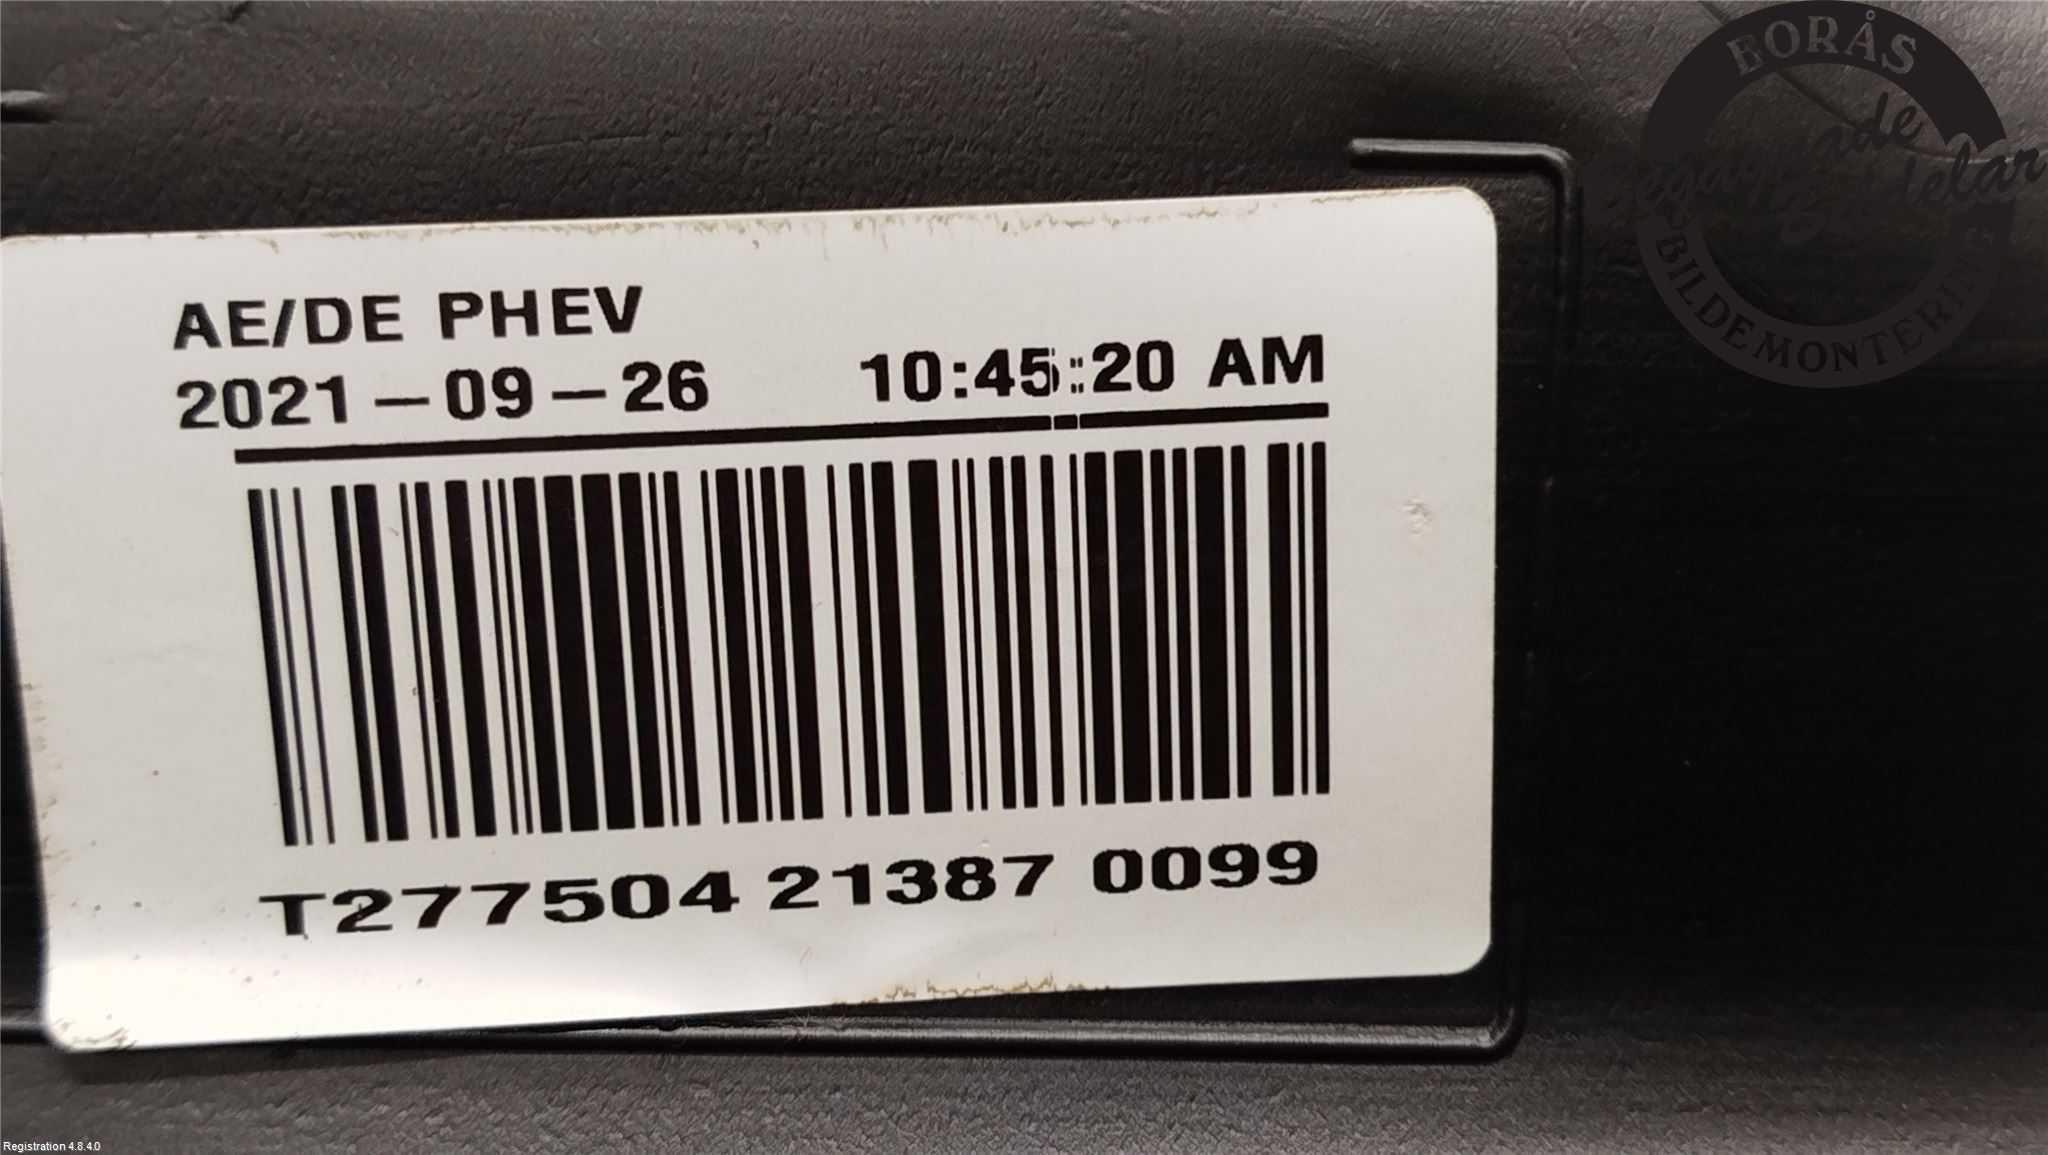 BORÅS
Begagnade
Bildelar
BILDEMONTERING
AE/DE PHEV
2021-09-26 10:45:20 AM
T277504 21387 0099
Registration 4.8.4.0